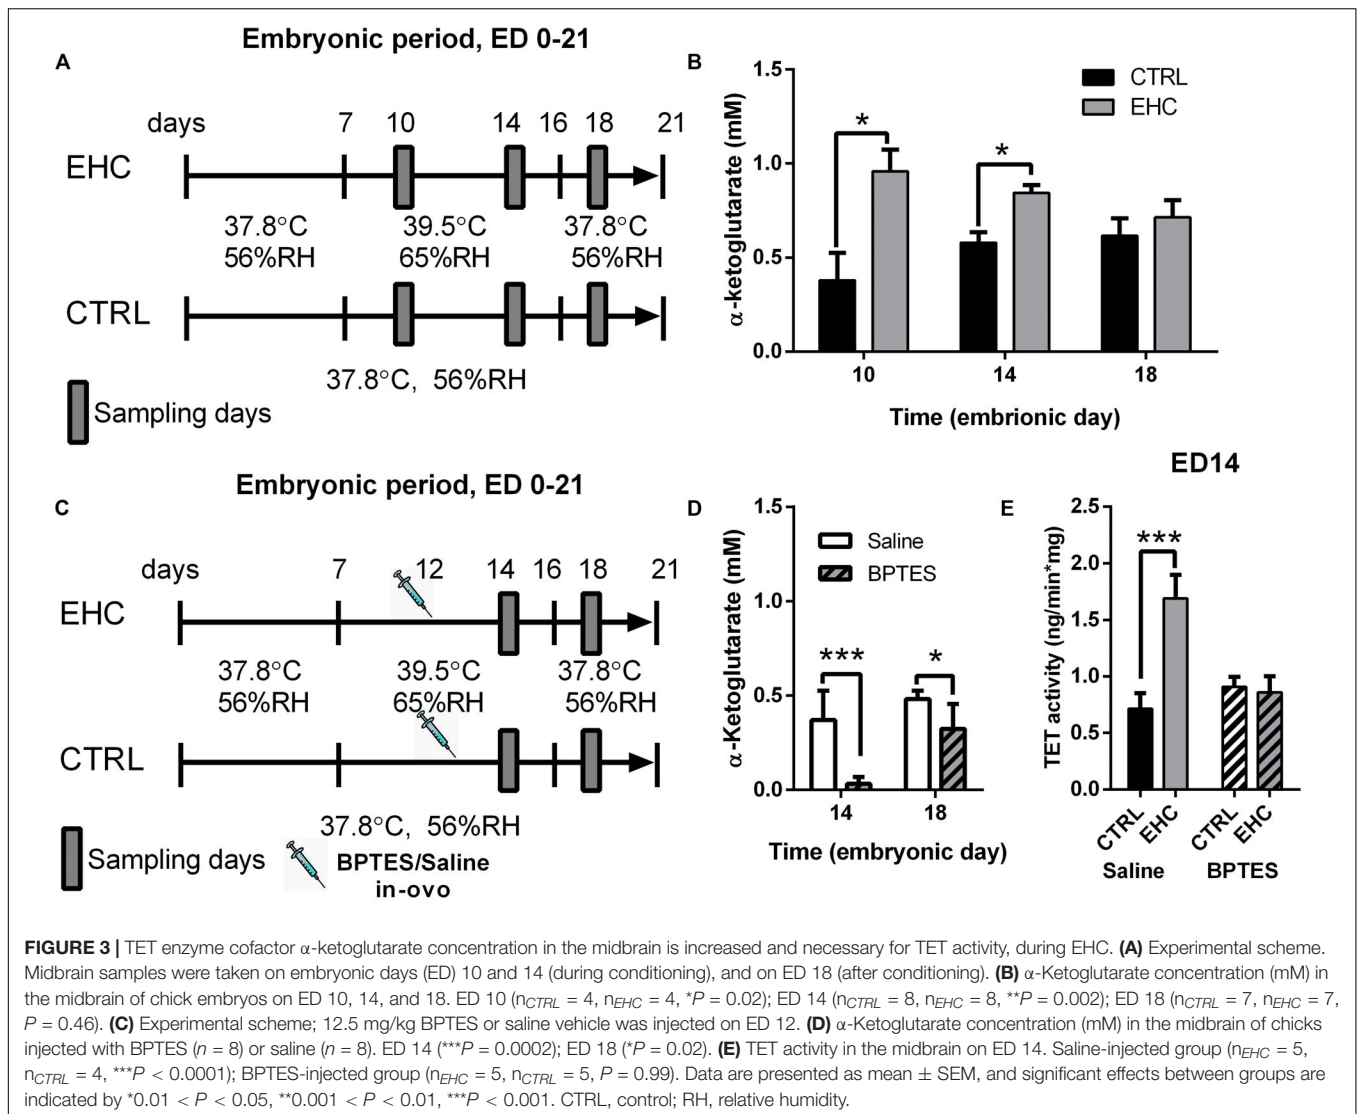 Embryonic period, ED 0-21
A
days 7 10 14 16 18 21
EHC
37.8°C 39.5°C 37.8°C
56%RH 65%RH 56%RH
CTRL
37.8°C, 56%RH
Sampling days
B
1.5
1.0
0.5
0.0
α-ketoglutarate (mM)
CTRL
EHC
*
*
10 14 18
Time (embrionic day)
Embryonic period, ED 0-21
C
days 7 12 14 16 18 21
EHC
37.8°C 39.5°C 37.8°C
56%RH 65%RH 56%RH
CTRL
37.8°C, 56%RH
Sampling days
BPTES/Saline
in-ovo
D
1.5
1.0
0.5
0.0
α-Ketoglutarate (mM)
Saline
BPTES
***
*
14 18
Time (embryonic day)
ED14
E
2.5
2.0
1.5
1.0
0.5
0.0
TET activity (ng/min*mg)
***
CTRL EHC CTRL EHC
Saline BPTES
FIGURE 3 | TET enzyme cofactor α-ketoglutarate concentration in the midbrain is increased and necessary for TET activity, during EHC. (A) Experimental scheme.
Midbrain samples were taken on embryonic days (ED) 10 and 14 (during conditioning), and on ED 18 (after conditioning). (B) α-Ketoglutarate concentration (mM) in
the midbrain of chick embryos on ED 10, 14, and 18. ED 10 (nCTRL = 4, nEHC = 4, *P = 0.02); ED 14 (nCTRL = 8, nEHC = 8, **P = 0.002); ED 18 (nCTRL = 7, nEHC = 7,
P = 0.46). (C) Experimental scheme; 12.5 mg/kg BPTES or saline vehicle was injected on ED 12. (D) α-Ketoglutarate concentration (mM) in the midbrain of chicks
injected with BPTES (n = 8) or saline (n = 8). ED 14 (***P = 0.0002); ED 18 (*P = 0.02). (E) TET activity in the midbrain on ED 14. Saline-injected group (nEHC = 5,
nCTRL = 4, ***P < 0.0001); BPTES-injected group (nEHC = 5, nCTRL = 5, P = 0.99). Data are presented as mean ± SEM, and significant effects between groups are
indicated by *0.01 < P < 0.05, **0.001 < P < 0.01, ***P < 0.001. CTRL, control; RH, relative humidity.